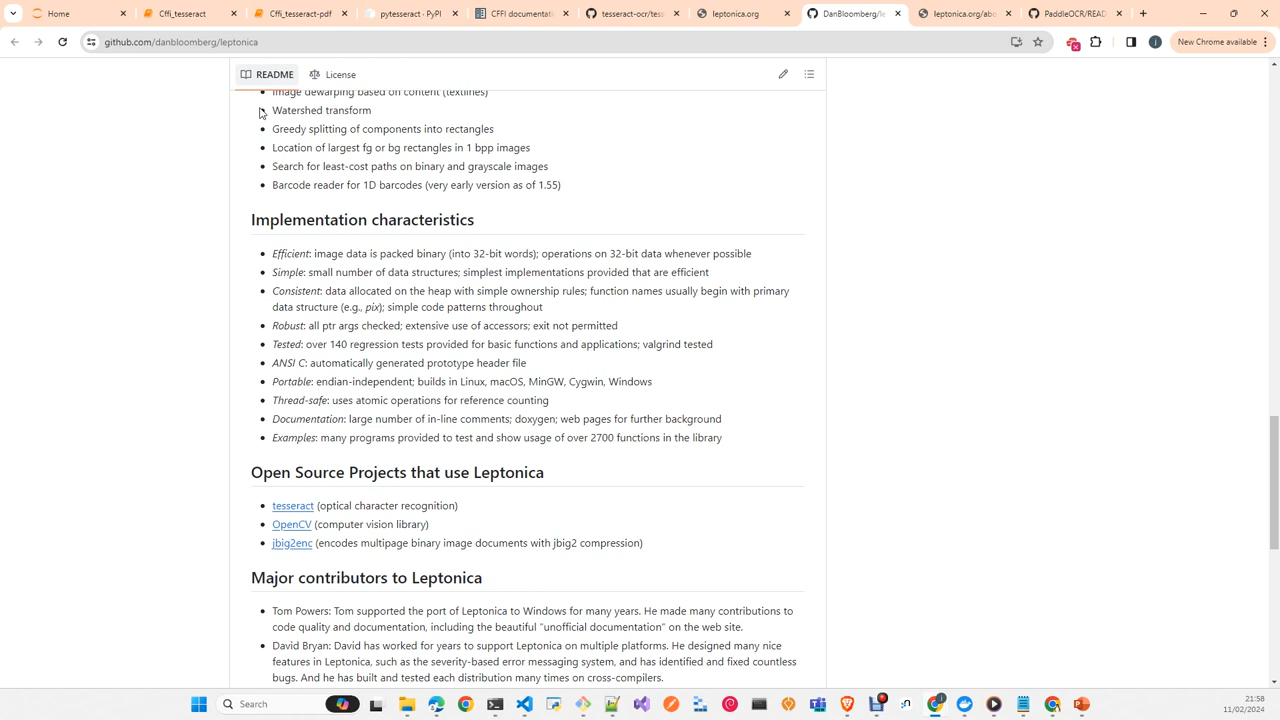 Home
Cffi_tesseract
Cffi_tesseract-pdf
pytesseract · PyPI
CFFI documentati
tesseract-ocr/tess
leptonica.org
DanBloomberg/le
leptonica.org/abo
PaddleOCR/READ
github.com/danbloomberg/leptonica
New Chrome available
README
License
Image dewarping based on content (textlines)
Watershed transform
Greedy splitting of components into rectangles
Location of largest fg or bg rectangles in 1 bpp images
Search for least-cost paths on binary and grayscale images
Barcode reader for 1D barcodes (very early version as of 1.55)
Implementation characteristics
Efficient: image data is packed binary (into 32-bit words); operations on 32-bit data whenever possible
Simple: small number of data structures; simplest implementations provided that are efficient
Consistent: data allocated on the heap with simple ownership rules; function names usually begin with primary
data structure (e.g., pix); simple code patterns throughout
Robust: all ptr args checked; extensive use of accessors; exit not permitted
Tested: over 140 regression tests provided for basic functions and applications; valgrind tested
ANSI C: automatically generated prototype header file
Portable: endian-independent; builds in Linux, macOS, MinGW, Cygwin, Windows
Thread-safe: uses atomic operations for reference counting
Documentation: large number of in-line comments; doxygen; web pages for further background
Examples: many programs provided to test and show usage of over 2700 functions in the library
Open Source Projects that use Leptonica
tesseract (optical character recognition)
OpenCV (computer vision library)
jbig2enc (encodes multipage binary image documents with jbig2 compression)
Major contributors to Leptonica
Tom Powers: Tom supported the port of Leptonica to Windows for many years. He made many contributions to
code quality and documentation, including the beautiful "unofficial documentation" on the web site.
David Bryan: David has worked for years to support Leptonica on multiple platforms. He designed many nice
features in Leptonica, such as the severity-based error messaging system, and has identified and fixed countless
bugs. And he has built and tested each distribution many times on cross-compilers.
Search
21:58
11/02/2024